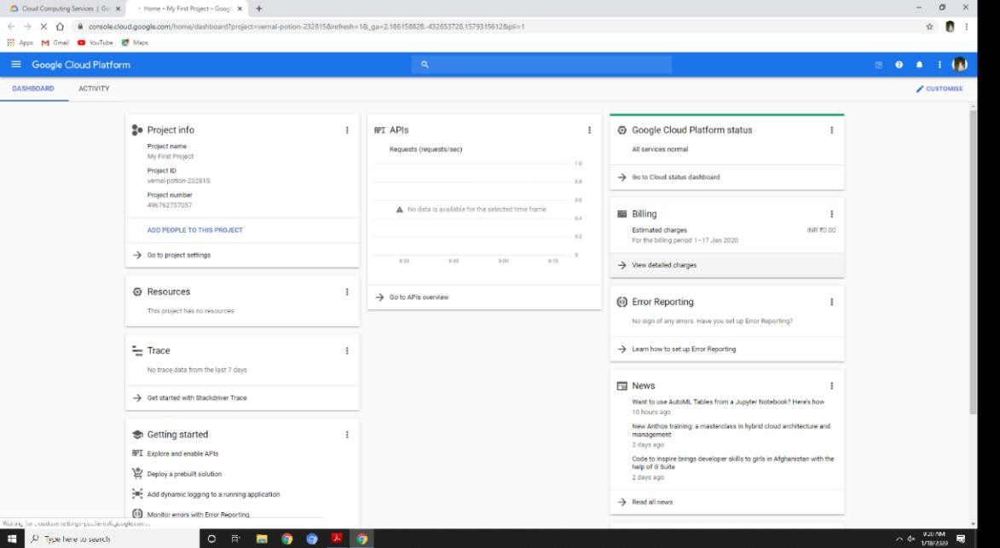 Cloud Computing Services | Go
Home – My First Project – Google
console.cloud.google.com/home/dashboard?project=vernal-potion-232815&refresh=1&_ga=2.186158828.-432653728.1579315612&pli=1
Apps Gmail YouTube Maps
Google Cloud Platform
DASHBOARD ACTIVITY
CUSTOMISE
Project info
Project name
My First Project
Project ID
vernal-potion-232815
Project number
496762757057
ADD PEOPLE TO THIS PROJECT
Go to project settings
Resources
This project has no resources
Trace
No trace data from the last 7 days
Get started with Stackdriver Trace
Getting started
API Explore and enable APIs
Deploy a prebuilt solution
Add dynamic logging to a running application
Monitor errors with Error Reporting
API APIs
Requests (requests/sec)
1.0
0.8
0.6
No data is available for the selected time frame.
0.4
0.2
0
8:30 8:45 9:00 9:15
Go to APIs overview
Google Cloud Platform status
All services normal
Go to Cloud status dashboard
Billing
Estimated charges INR ₹0.00
For the billing period 1–17 Jan 2020
View detailed charges
Error Reporting
No sign of any errors. Have you set up Error Reporting?
Learn how to set up Error Reporting
News
Want to use AutoML Tables from a Jupyter Notebook? Here's how
10 hours ago
New Anthos training: a masterclass in hybrid cloud architecture and
management
2 days ago
Code to Inspire brings developer skills to girls in Afghanistan with the
help of G Suite
2 days ago
Read all news
Type here to search
9:20 AM
1/18/2020